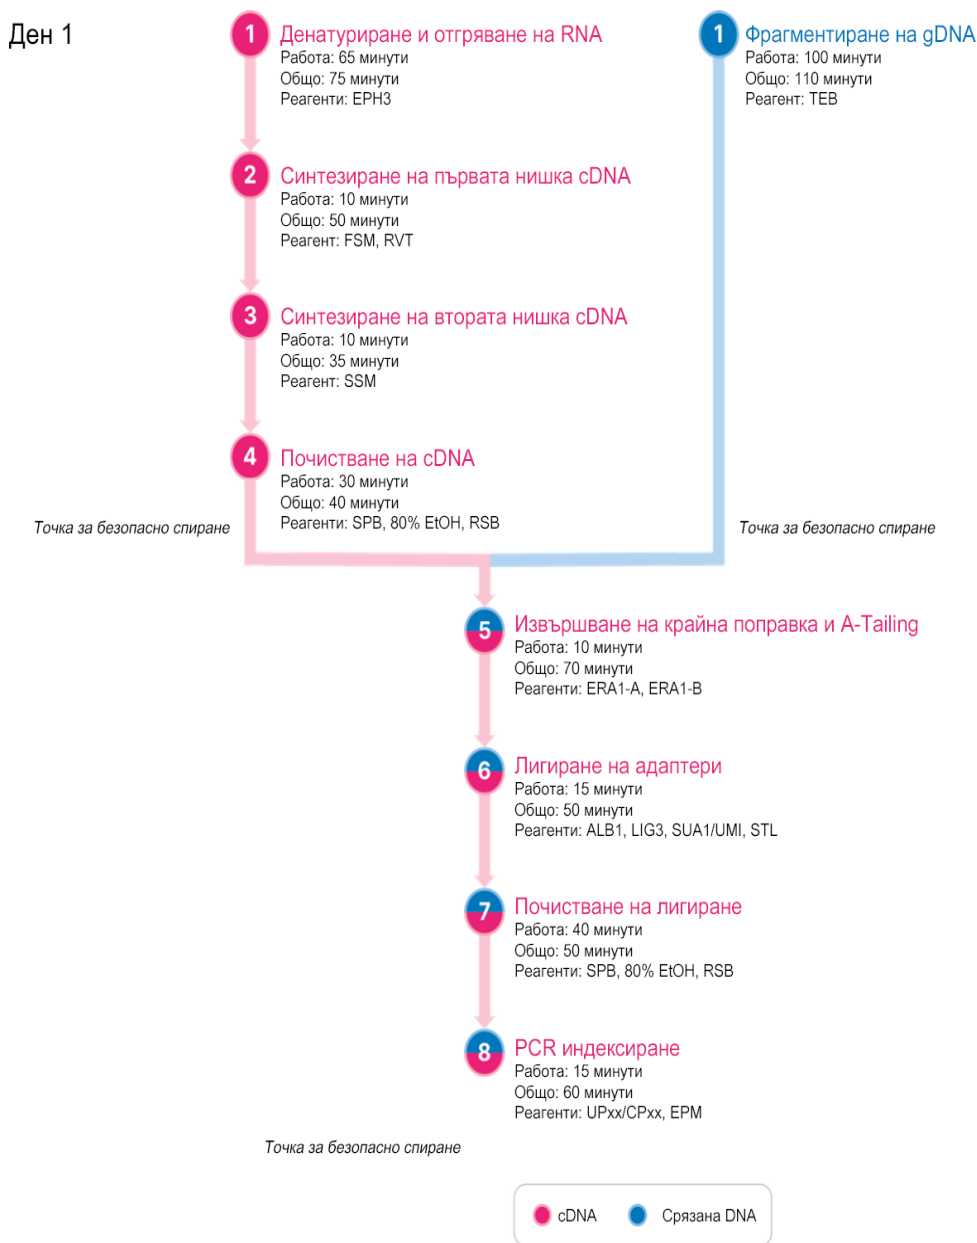 Ден 1
1
Денатуриране и отгряване на RNA
Работа: 65 минути
Общо: 75 минути
Реагенти: EPH3
1
Фрагментиране на gDNA
Работа: 100 минути
Общо: 110 минути
Реагент: TEB
2
Синтезиране на първата нишка cDNA
Работа: 10 минути
Общо: 50 минути
Реагент: FSM, RVT
3
Синтезиране на втората нишка cDNA
Работа: 10 минути
Общо: 35 минути
Реагент: SSM
4
Почистване на cDNA
Работа: 30 минути
Общо: 40 минути
Реагенти: SPB, 80% EtOH, RSB
Точка за безопасно спиране
Точка за безопасно спиране
5
Извършване на крайна поправка и A-Tailing
Работа: 10 минути
Общо: 70 минути
Реагенти: ERA1-A, ERA1-B
6
Лигиране на адаптери
Работа: 15 минути
Общо: 50 минути
Реагенти: ALB1, LIG3, SUA1/UMI, STL
7
Почистване на лигиране
Работа: 40 минути
Общо: 50 минути
Реагенти: SPB, 80% EtOH, RSB
8
PCR индексиране
Работа: 15 минути
Общо: 60 минути
Реагенти: UPxx/CPxx, EPM
Точка за безопасно спиране
cDNA
Срязана DNA